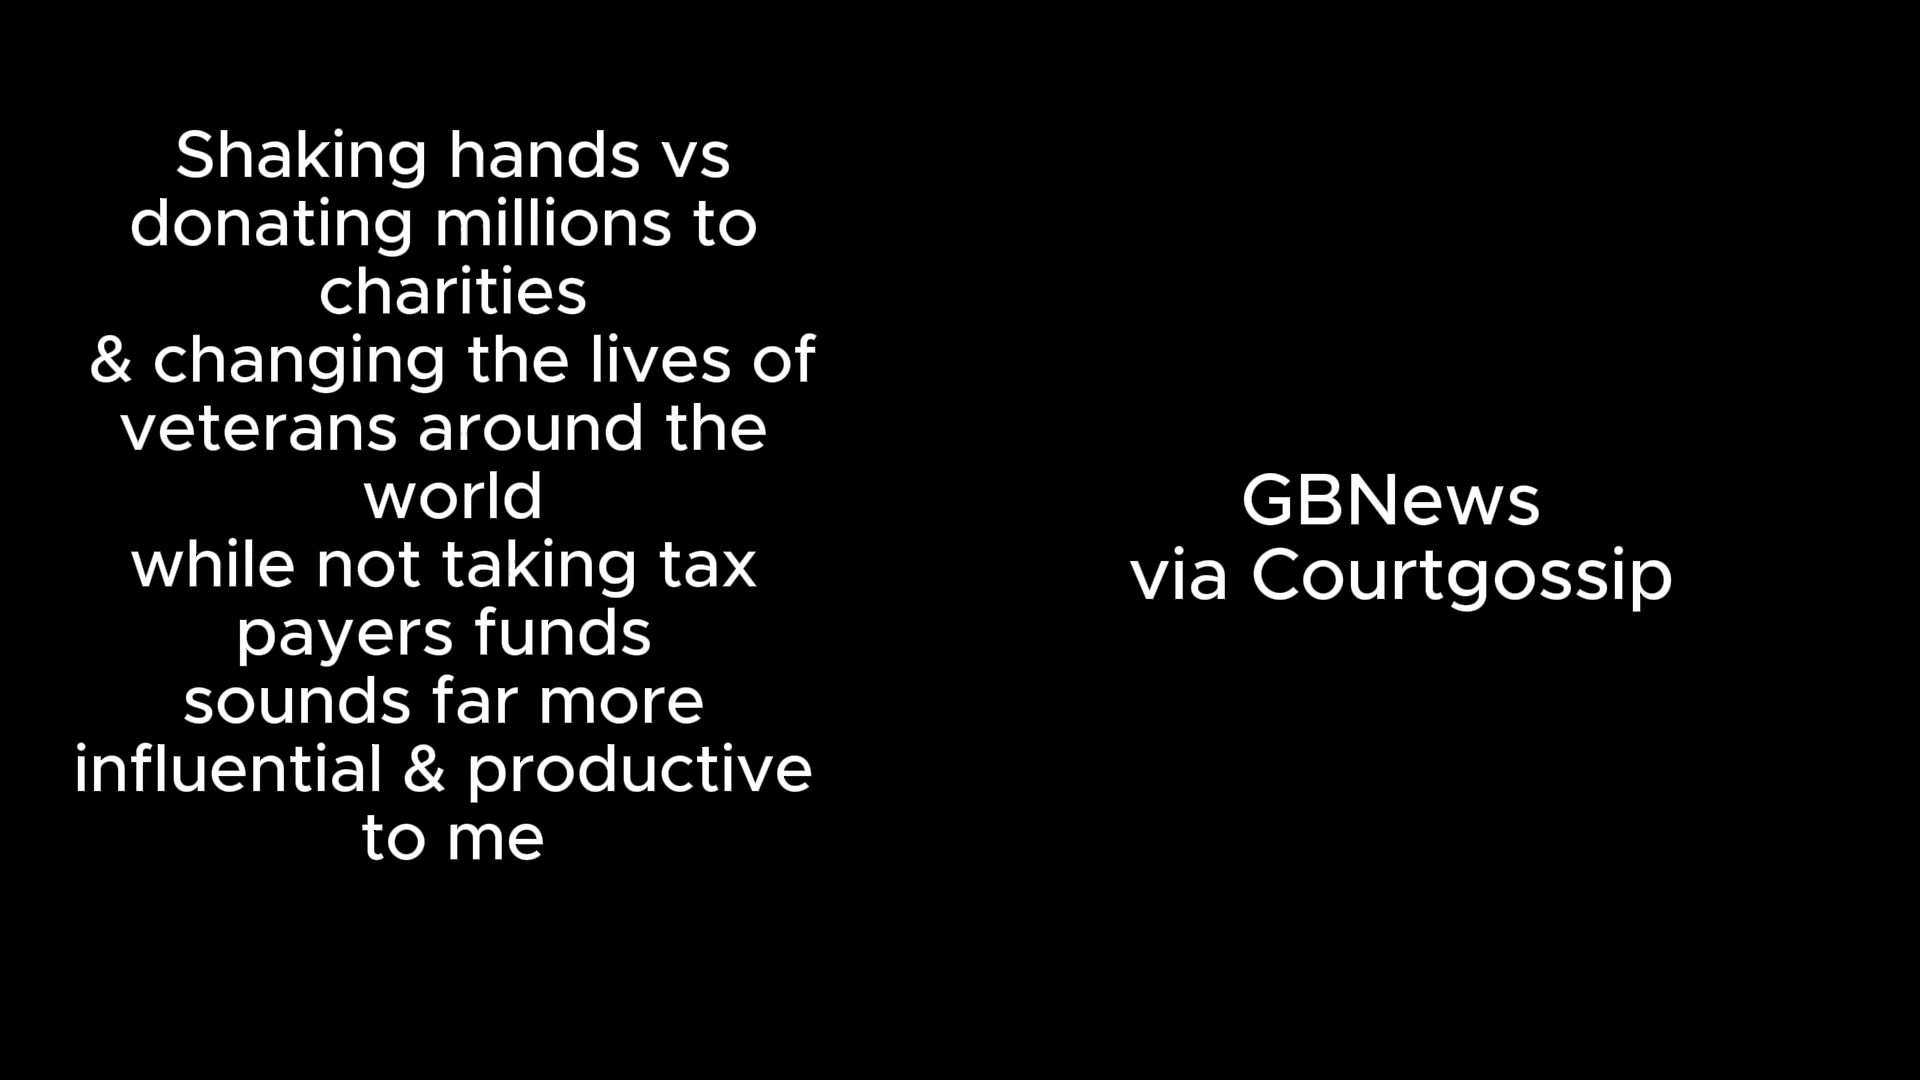 Shaking hands vs
donating millions to
charities
& changing the lives of
veterans around the
world
while not taking tax
payers funds
sounds far more
influential & productive
to me
GBNews
via Courtgossip